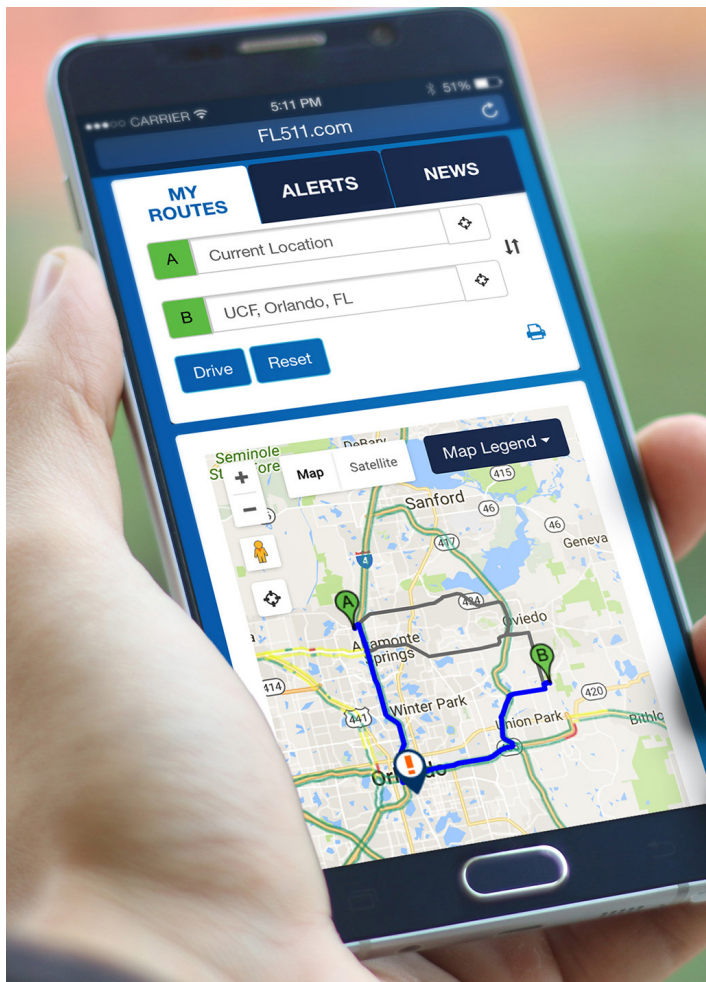 CARRIER
5:11 PM
51%
FL511.com
MY
ROUTES
ALERTS
NEWS
A
Current Location
B
UCF, Orlando, FL
Drive
Reset
Seminole
DeBary
+
Map
Satellite
Map Legend
−
Sanford
415
46
46
417
Geneva
4
A
434
Oviedo
Altamonte
Springs
B
414
441
Winter Park
420
Union Park
!
Orlando